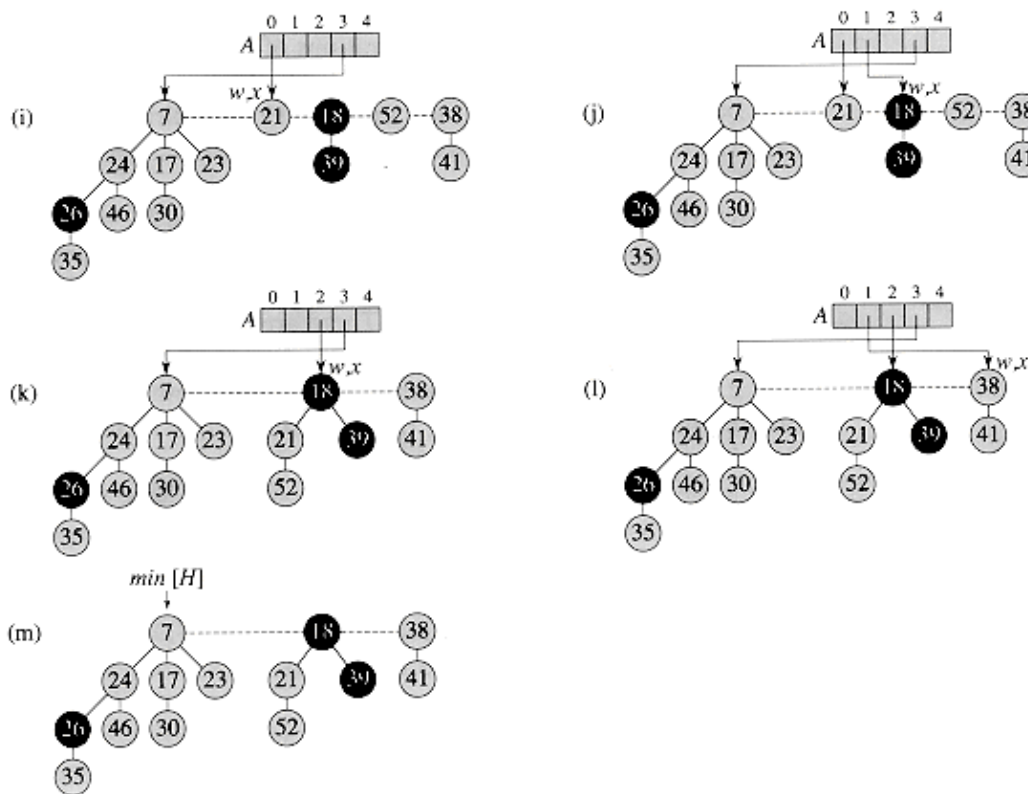 0 1 2 3 4
A
w,x
(i)
7 21 18 52 38
24 17 23 39 41
26 46 30
35
0 1 2 3 4
A
w,x
(j)
7 21 18 52 38
24 17 23 39 41
26 46 30
35
0 1 2 3 4
A
w,x
(k)
7 18 38
24 17 23 21 39 41
26 46 30 52
35
0 1 2 3 4
A
w,x
(l)
7 18 38
24 17 23 21 39 41
26 46 30 52
35
min [H]
(m)
7 18 38
24 17 23 21 39 41
26 46 30 52
35